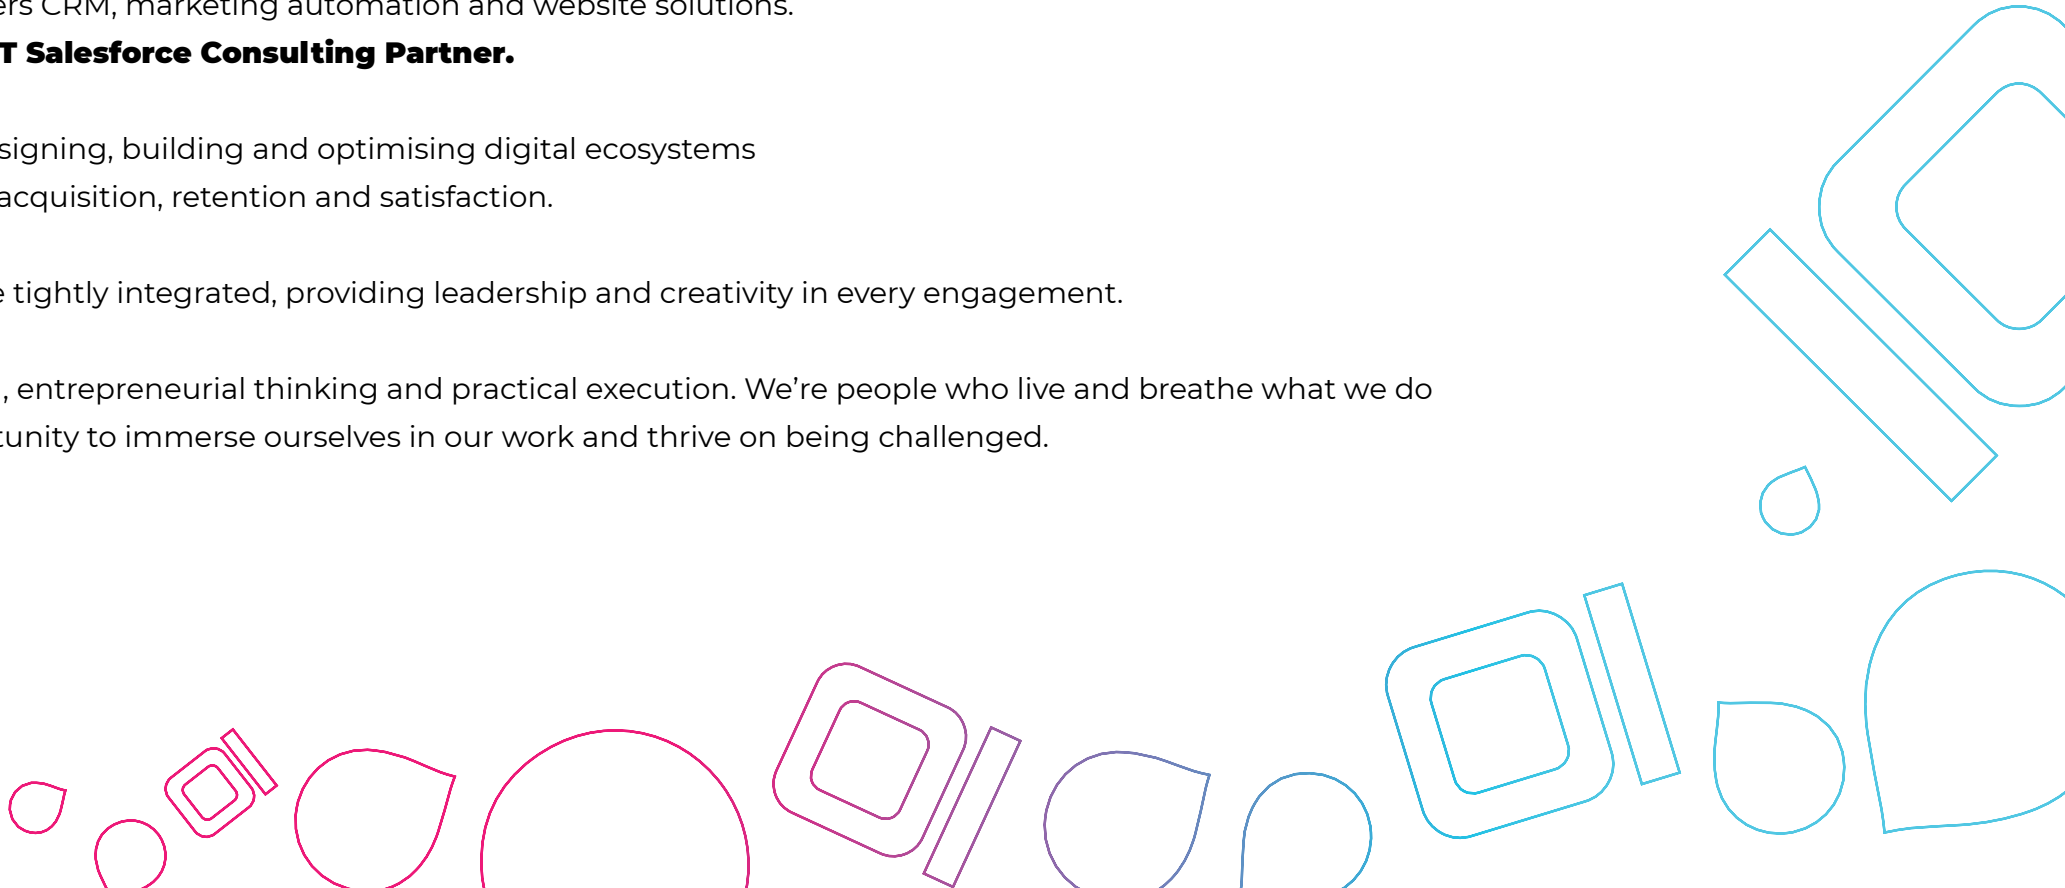 CRM, marketing automation and website solutions.
T Salesforce Consulting Partner.
signing, building and optimising digital ecosystems
acquisition, retention and satisfaction.
tightly integrated, providing leadership and creativity in every engagement.
, entrepreneurial thinking and practical execution. We’re people who live and breathe what we do
tunity to immerse ourselves in our work and thrive on being challenged.